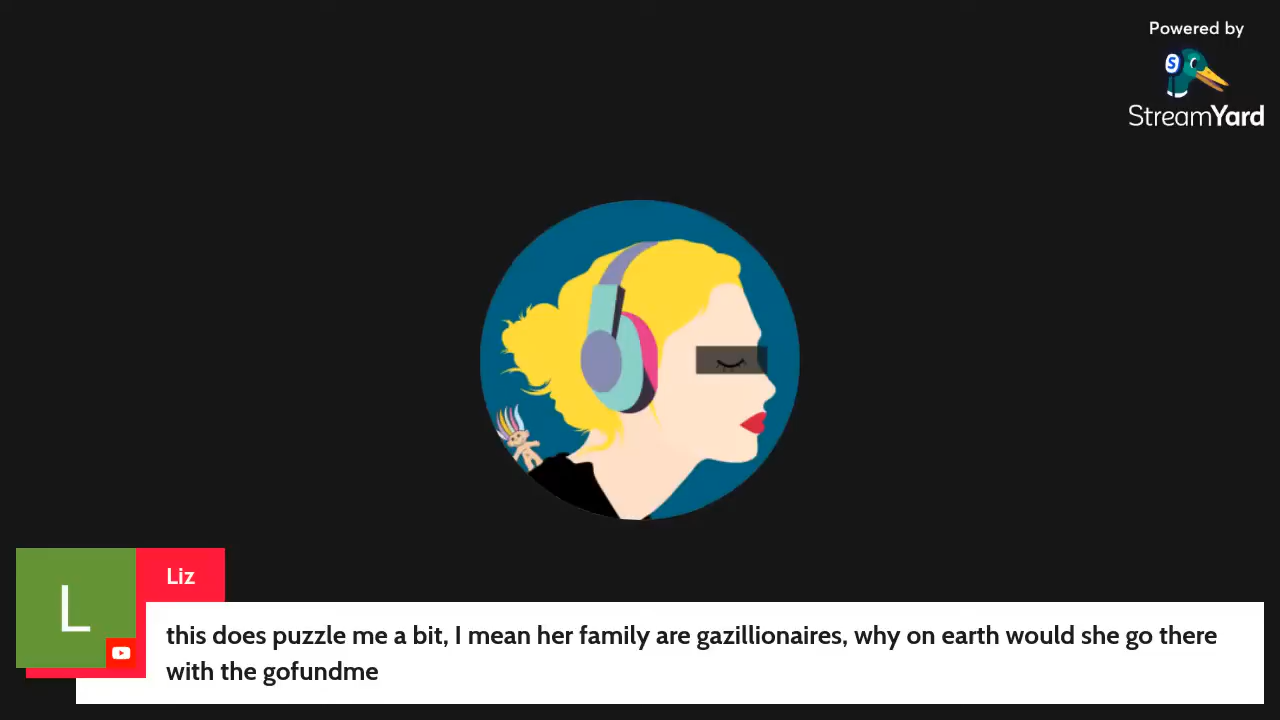 Powered by
S
StreamYard
L
Liz
this does puzzle me a bit, I mean her family are gazillionaires, why on earth would she go there
with the gofundme